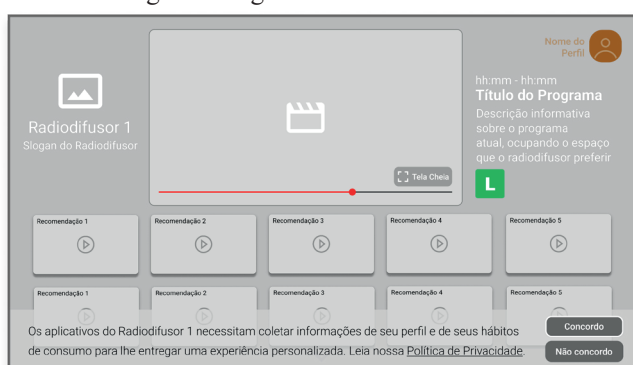 Nome do
Perfil
Radiodifusor 1
Slogan do Radiodifusor
Tela Cheia
hh:mm - hh:mm
Título do Programa
Descrição informativa
sobre o programa
atual, ocupando o espaço
que o radiodifusor preferir
L
Recomendação 1
Recomendação 2
Recomendação 3
Recomendação 4
Recomendação 5
Recomendação 1
Recomendação 2
Recomendação 3
Recomendação 4
Recomendação 5
Os aplicativos do Radiodifusor 1 necessitam coletar informações de seu perfil e de seus hábitos
de consumo para lhe entregar uma experiência personalizada. Leia nossa Política de Privacidade.
Concordo
Não concordo